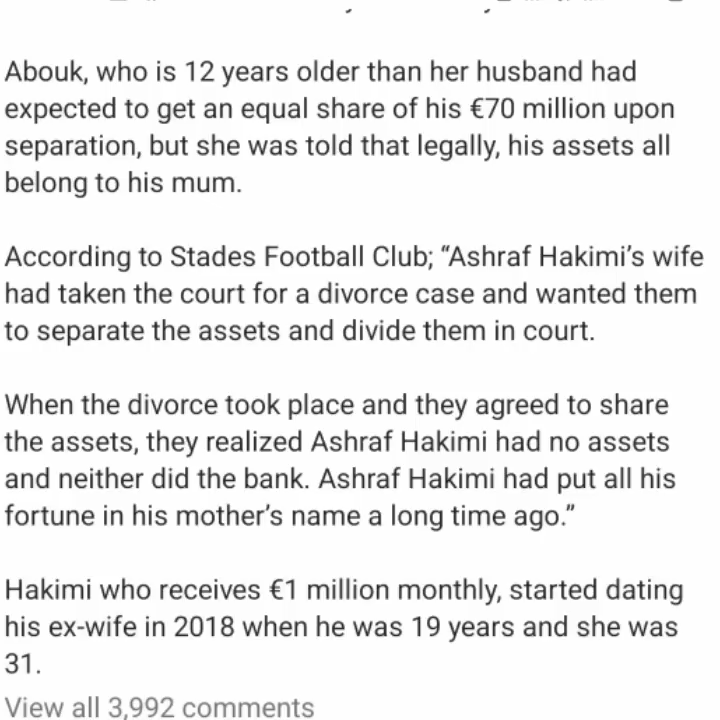 Abouk, who is 12 years older than her husband had
expected to get an equal share of his €70 million upon
separation, but she was told that legally, his assets all
belong to his mum.
According to Stades Football Club; “Ashraf Hakimi’s wife
had taken the court for a divorce case and wanted them
to separate the assets and divide them in court.
When the divorce took place and they agreed to share
the assets, they realized Ashraf Hakimi had no assets
and neither did the bank. Ashraf Hakimi had put all his
fortune in his mother’s name a long time ago.”
Hakimi who receives €1 million monthly, started dating
his ex-wife in 2018 when he was 19 years and she was
31.
View all 3,992 comments